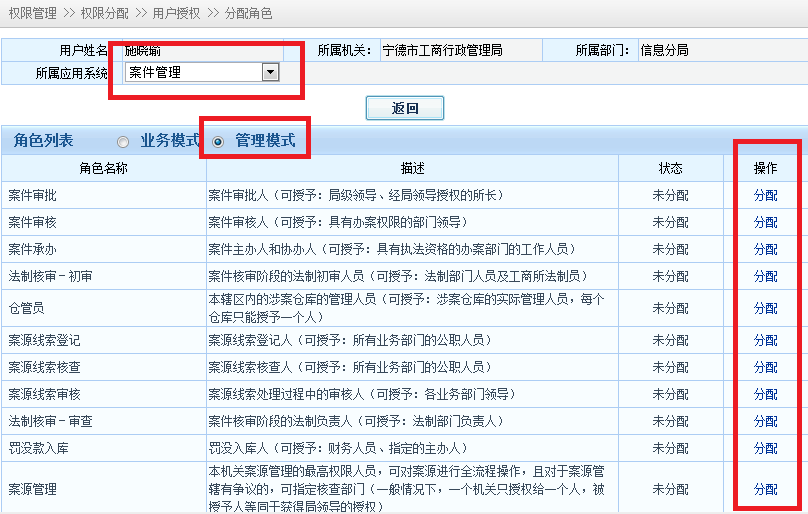 权限管理 >> 权限分配 >> 用户授权 >> 分配角色
用户姓名 施晓瑜 所属机关： 宁德市工商行政管理局 所属部门： 信息分局
所属应用系统 案件管理
返回
角色列表 业务模式 管理模式
角色名称 描述 状态 操作
案件审批 案件审批人（可授予：局级领导、经局领导授权的所长） 未分配 分配
案件审核 案件审核人（可授予：具有办案权限的部门领导） 未分配 分配
案件承办 案件主办人和协办人（可授予：具有执法资格的办案部门的工作人员） 未分配 分配
法制核审－初审 案件核审阶段的法制初审人员（可授予：法制部门人员及工商所法制员） 未分配 分配
仓管员 本辖区内的涉案仓库的管理人员（可授予：涉案仓库的实际管理人员，每个 未分配 分配
仓库只能授予一个人）
案源线索登记 案源线索登记人（可授予：所有业务部门的公职人员） 未分配 分配
案源线索核查 案源线索核查人（可授予：所有业务部门的公职人员） 未分配 分配
案源线索审核 案源线索处理过程中的审核人（可授予：各业务部门领导） 未分配 分配
法制核审－审查 案件核审阶段的法制负责人（可授予：法制部门负责人） 未分配 分配
罚没款入库 罚没入库人（可授予：财务人员、指定的主办人） 未分配 分配
本机关案源管理的最高权限人员，可对案源进行全流程操作，且对于案源管
案源管理 辖有争议的，可指定核查部门（一般情况下，一个机关只授权给一个人，被 未分配 分配
授予人等同于获得局领导的授权）